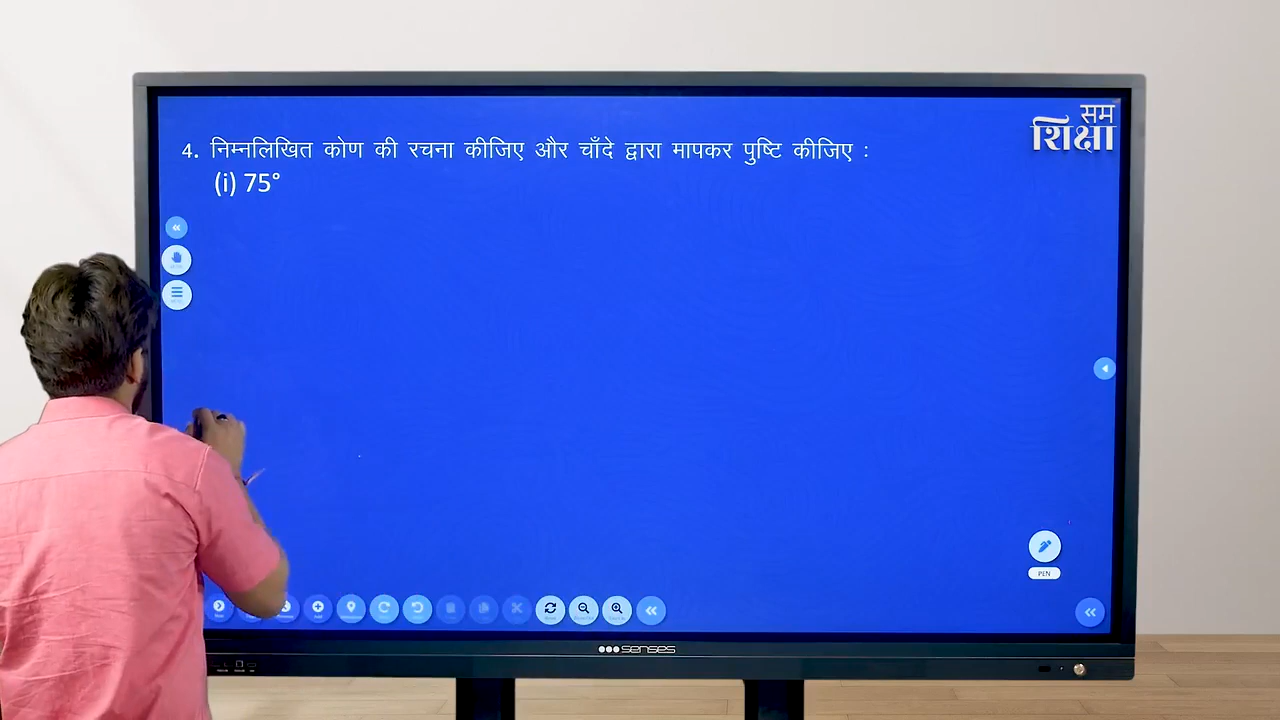 सम
शिक्षा
4. निम्नलिखित कोण की रचना कीजिए और चाँदे द्वारा मापकर पुष्टि कीजिए :
(i) 75°
PEN
senses